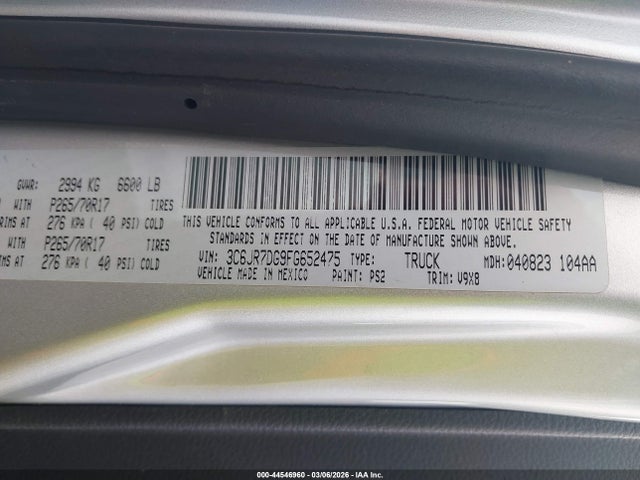 GVWR: 2994 KG 6600 LB
WITH P265/70R17 TIRES
RIMS AT 276 KPA ( 40 PSI) COLD
WITH P265/70R17 TIRES
RIMS AT 276 KPA ( 40 PSI) COLD
THIS VEHICLE CONFORMS TO ALL APPLICABLE U.S.A. FEDERAL MOTOR VEHICLE SAFETY
STANDARDS IN EFFECT ON THE DATE OF MANUFACTURE SHOWN ABOVE.
VIN: 3C6JR7DG9FG652475 TYPE: TRUCK MDH: 040823 104AA
VEHICLE MADE IN MEXICO PAINT: PS2 TRIM: V9X8
000-44546960 - 03/06/2026 - IAA Inc.